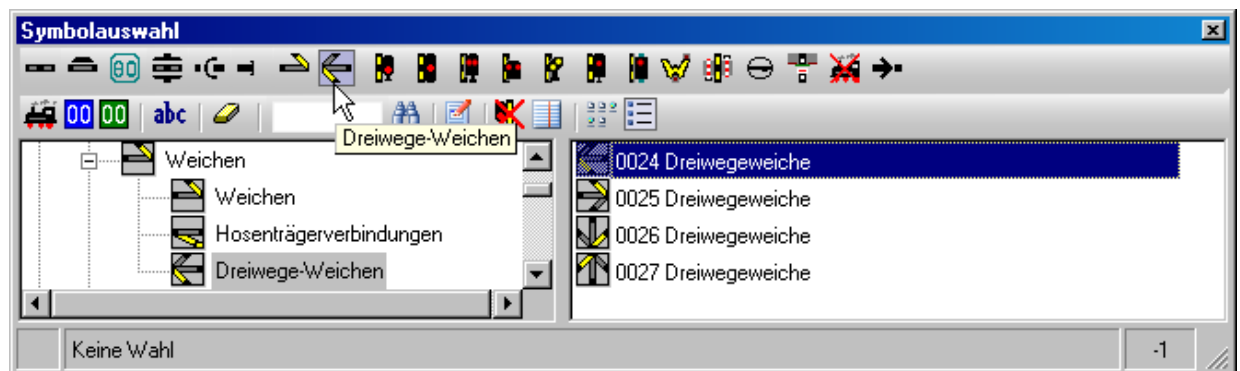 Symbolauswahl
00 00 abc
Dreiwege-Weichen
Weichen
Weichen
Hosenträgerverbindungen
Dreiwege-Weichen
0024 Dreiwegeweiche
0025 Dreiwegeweiche
0026 Dreiwegeweiche
0027 Dreiwegeweiche
Keine Wahl
-1